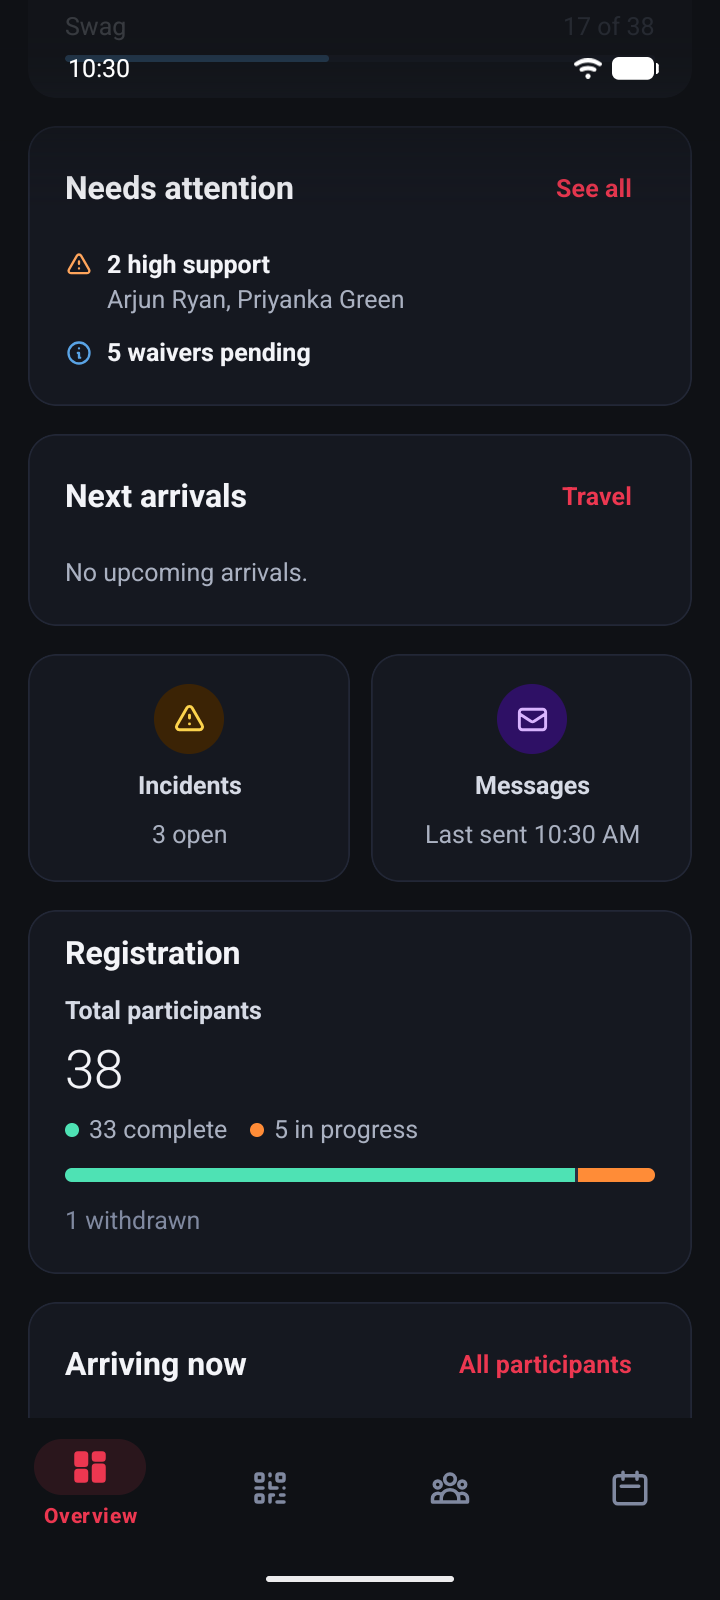 Swag
17 of 38
10:30
Needs attention
See all
2 high support
Arjun Ryan, Priyanka Green
5 waivers pending
Next arrivals
Travel
No upcoming arrivals.
Incidents
3 open
Messages
Last sent 10:30 AM
Registration
Total participants
38
33 complete
5 in progress
1 withdrawn
Arriving now
All participants
Overview